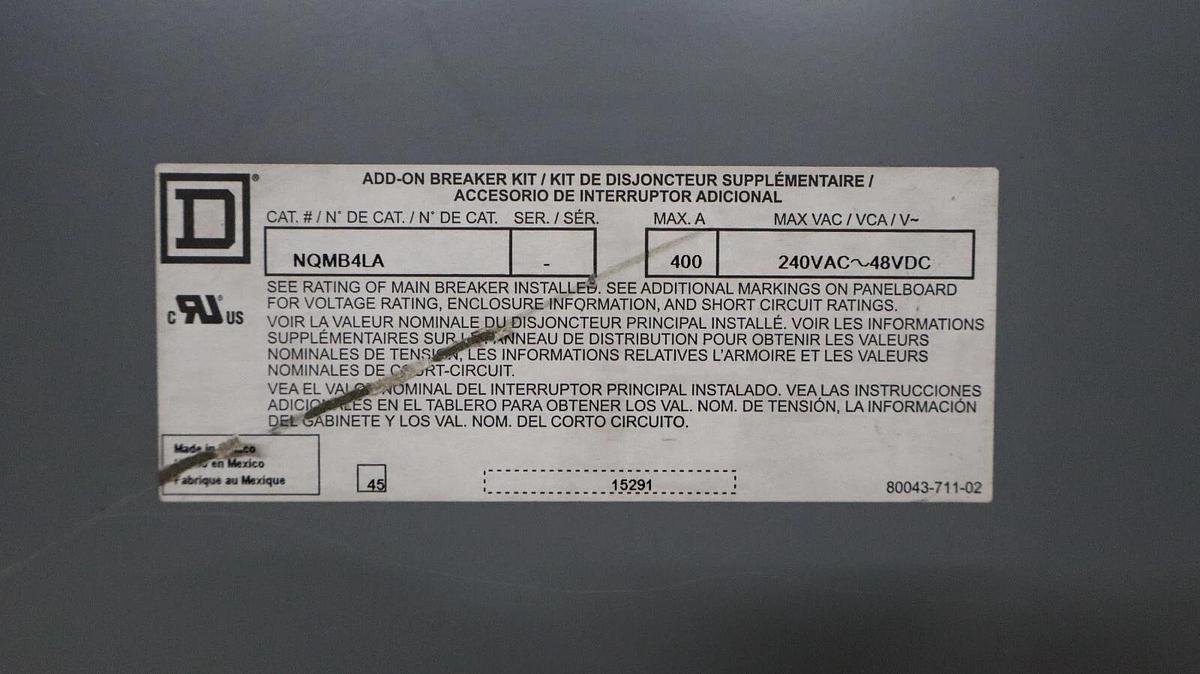 ADD-ON BREAKER KIT / KIT DE DISJONCTEUR SUPPLÉMENTAIRE /
ACCESORIO DE INTERRUPTOR ADICIONAL
D®
CAT. # / N° DE CAT. / N° DE CAT. SER. / SÉR. MAX. A MAX VAC / VCA / V~
NQMB4LA - 400 240VAC~48VDC
SEE RATING OF MAIN BREAKER INSTALLED. SEE ADDITIONAL MARKINGS ON PANELBOARD
FOR VOLTAGE RATING, ENCLOSURE INFORMATION, AND SHORT CIRCUIT RATINGS.
C RU US
VOIR LA VALEUR NOMINALE DU DISJONCTEUR PRINCIPAL INSTALLÉ. VOIR LES INFORMATIONS
SUPPLÉMENTAIRES SUR LE PANNEAU DE DISTRIBUTION POUR OBTENIR LES VALEURS
NOMINALES DE TENSION, LES INFORMATIONS RELATIVES L'ARMOIRE ET LES VALEURS
NOMINALES DE COURT-CIRCUIT.
VEA EL VALOR NOMINAL DEL INTERRUPTOR PRINCIPAL INSTALADO. VEA LAS INSTRUCCIONES
ADICIONALES EN EL TABLERO PARA OBTENER LOS VAL. NOM. DE TENSIÓN, LA INFORMACIÓN
DEL GABINETE Y LOS VAL. NOM. DEL CORTO CIRCUITO.
Made in Mexico
en Mexico
Fabrique au Mexique
45
15291
80043-711-02